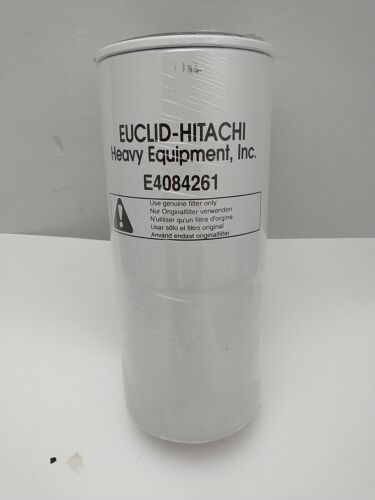 EUCLID-HITACHI
Heavy Equipment, Inc.
E4084261
Use genuine filter only
Nur Originalfilter verwenden
N'utiliser qu'un filtre d'orgine
Usar sólo el filtro original
Använd endast originalfilter